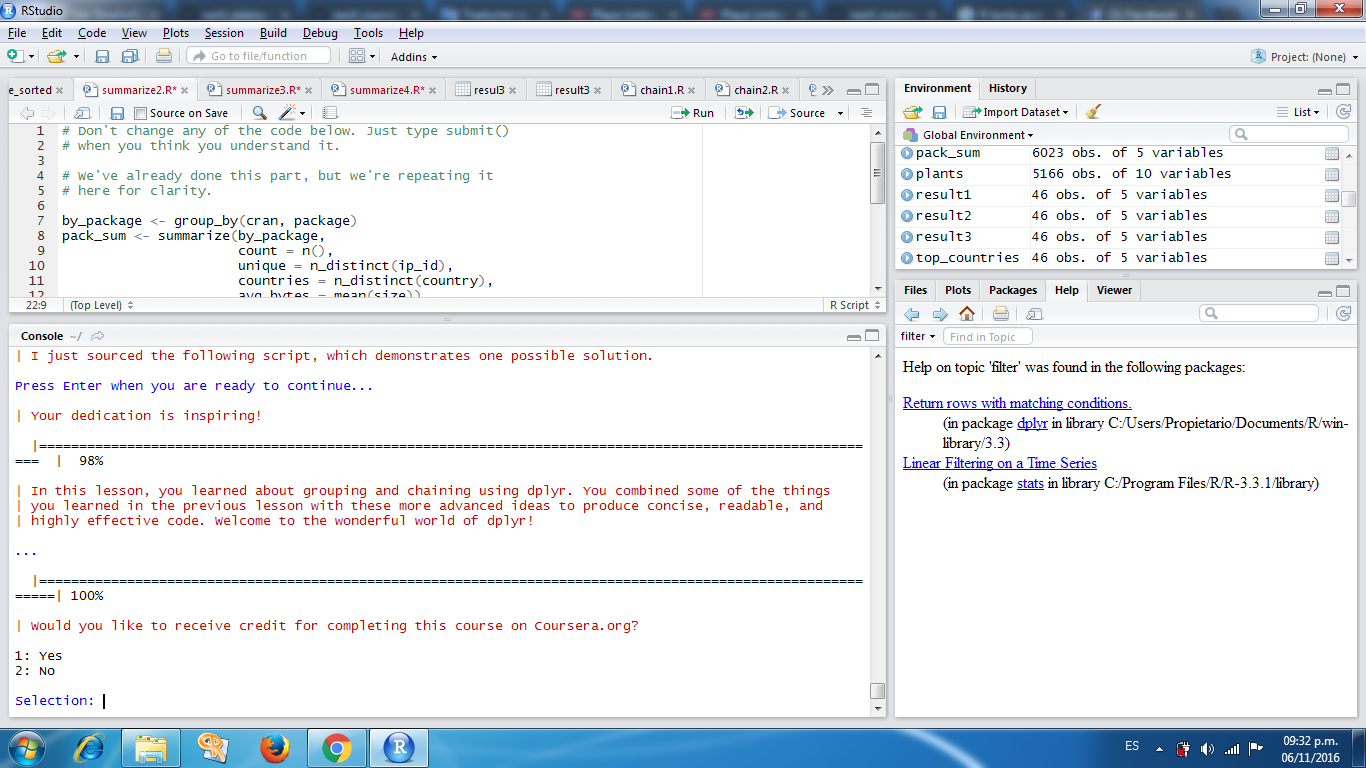 RStudio
File Edit Code View Plots Session Build Debug Tools Help
Go to file/function Addins Project: (None)
e_sorted summarize2.R* summarize3.R* summarize4.R* resul3 result3 chain1.R chain2.R
Source on Save Run Source
1 # Don't change any of the code below. Just type submit()
2 # when you think you understand it.
3
4 # We've already done this part, but we're repeating it
5 # here for clarity.
6
7 by_package <- group_by(cran, package)
8 pack_sum <- summarize(by_package,
9 count = n(),
10 unique = n_distinct(ip_id),
11 countries = n_distinct(country),
12 avg_bytes = mean(size))
22:9 (Top Level) R Script
Console ~/
| I just sourced the following script, which demonstrates one possible solution.
Press Enter when you are ready to continue...
| Your dedication is inspiring!
|=======================================================================================================
=== | 98%
| In this lesson, you learned about grouping and chaining using dplyr. You combined some of the things
| you learned in the previous lesson with these more advanced ideas to produce concise, readable, and
| highly effective code. Welcome to the wonderful world of dplyr!
...
|=======================================================================================================
=====| 100%
| Would you like to receive credit for completing this course on Coursera.org?
1: Yes
2: No
Selection:
Environment History
Import Dataset List
Global Environment
pack_sum 6023 obs. of 5 variables
plants 5166 obs. of 10 variables
result1 46 obs. of 5 variables
result2 46 obs. of 5 variables
result3 46 obs. of 5 variables
top_countries 46 obs. of 5 variables
Files Plots Packages Help Viewer
filter Find in Topic
Help on topic 'filter' was found in the following packages:
Return rows with matching conditions.
(in package dplyr in library C:/Users/Propietario/Documents/R/win-
library/3.3)
Linear Filtering on a Time Series
(in package stats in library C:/Program Files/R/R-3.3.1/library)
ES 09:32 p.m.
06/11/2016